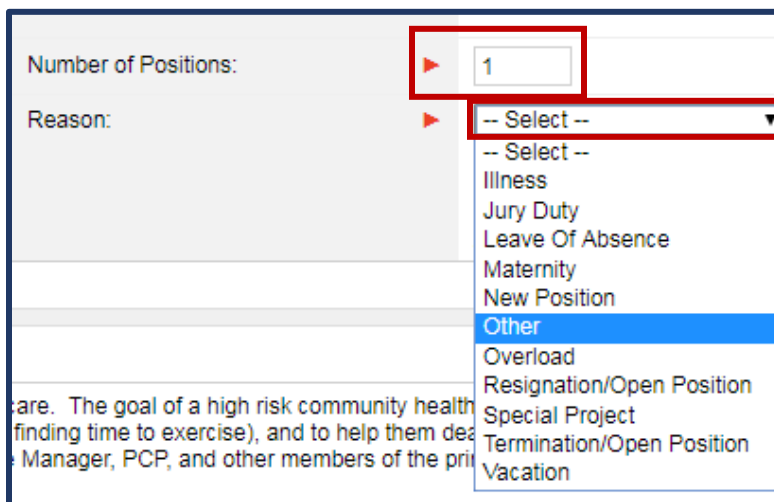 Number of Positions: 1
Reason: -- Select --
-- Select --
Illness
Jury Duty
Leave Of Absence
Maternity
New Position
Other
Overload
Resignation/Open Position
Special Project
Termination/Open Position
Vacation
care. The goal of a high risk community health
finding time to exercise), and to help them
Manager, PCP, and other members of the